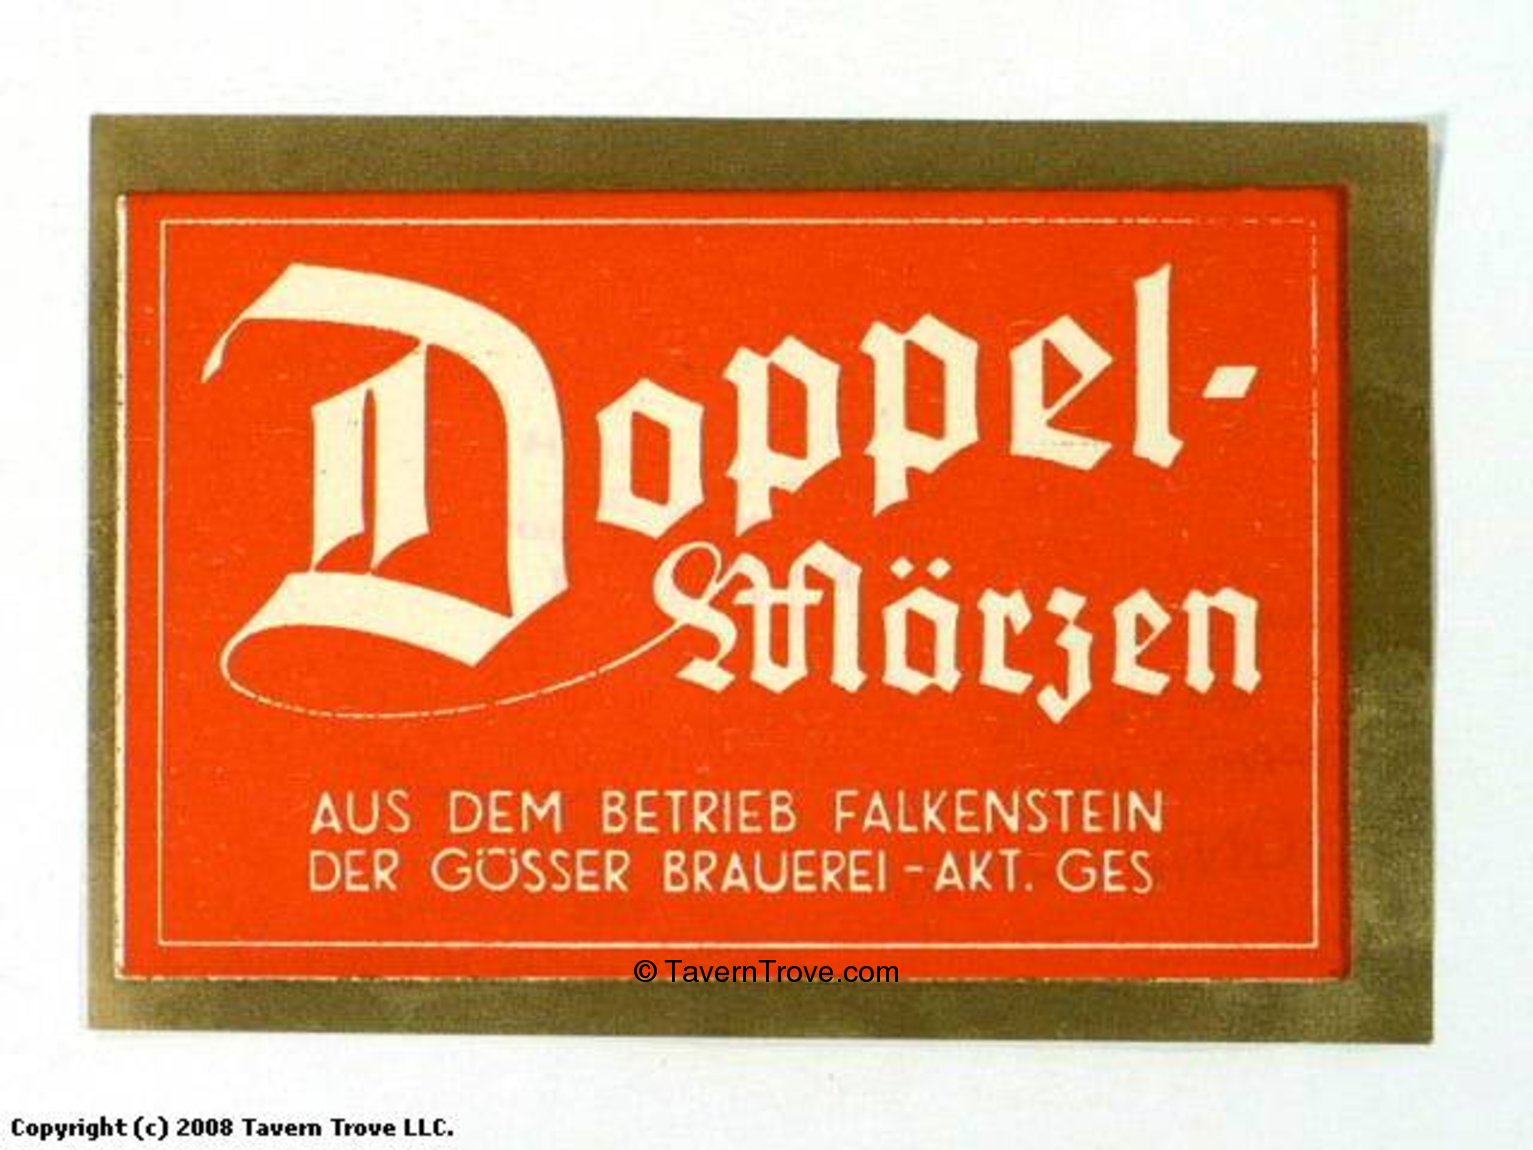 Doppel-
Märzen
AUS DEM BETRIEB FALKENSTEIN
DER GÖSSER BRAUEREI - AKT. GES
© TavernTrove.com
Copyright (c) 2008 Tavern Trove LLC.